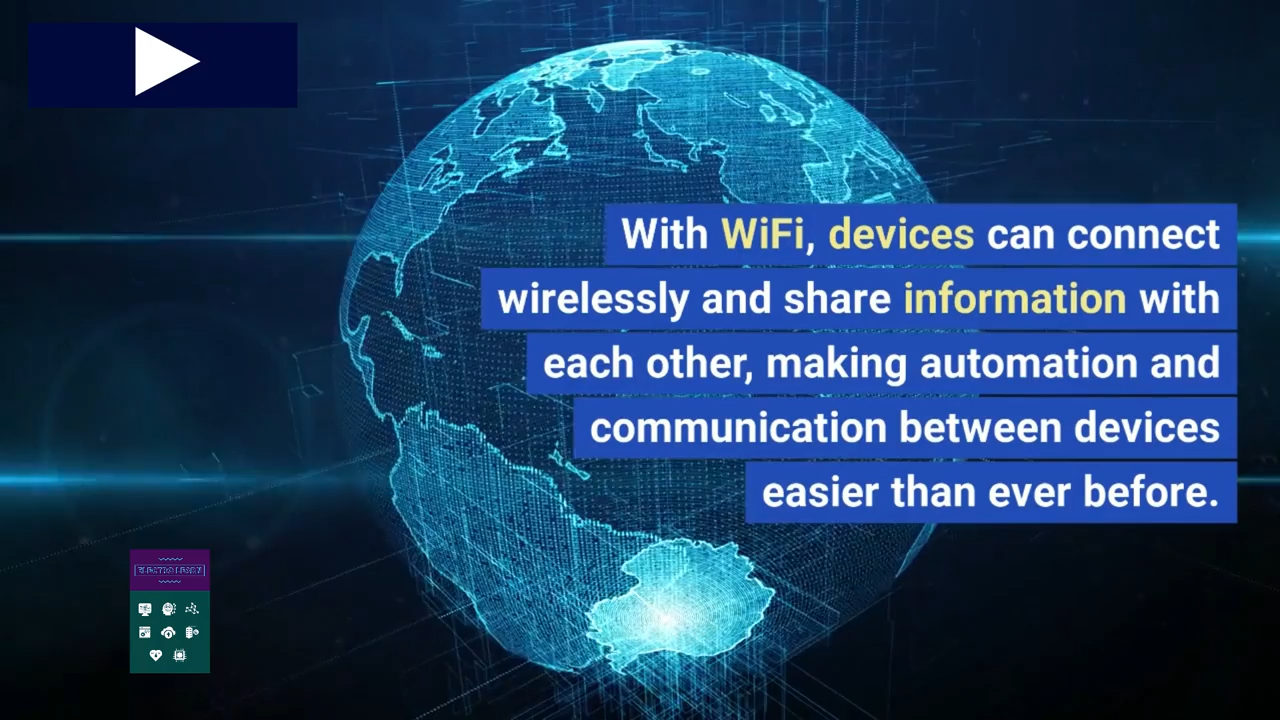 With WiFi, devices can connect
wirelessly and share information with
each other, making automation and
communication between devices
easier than ever before.